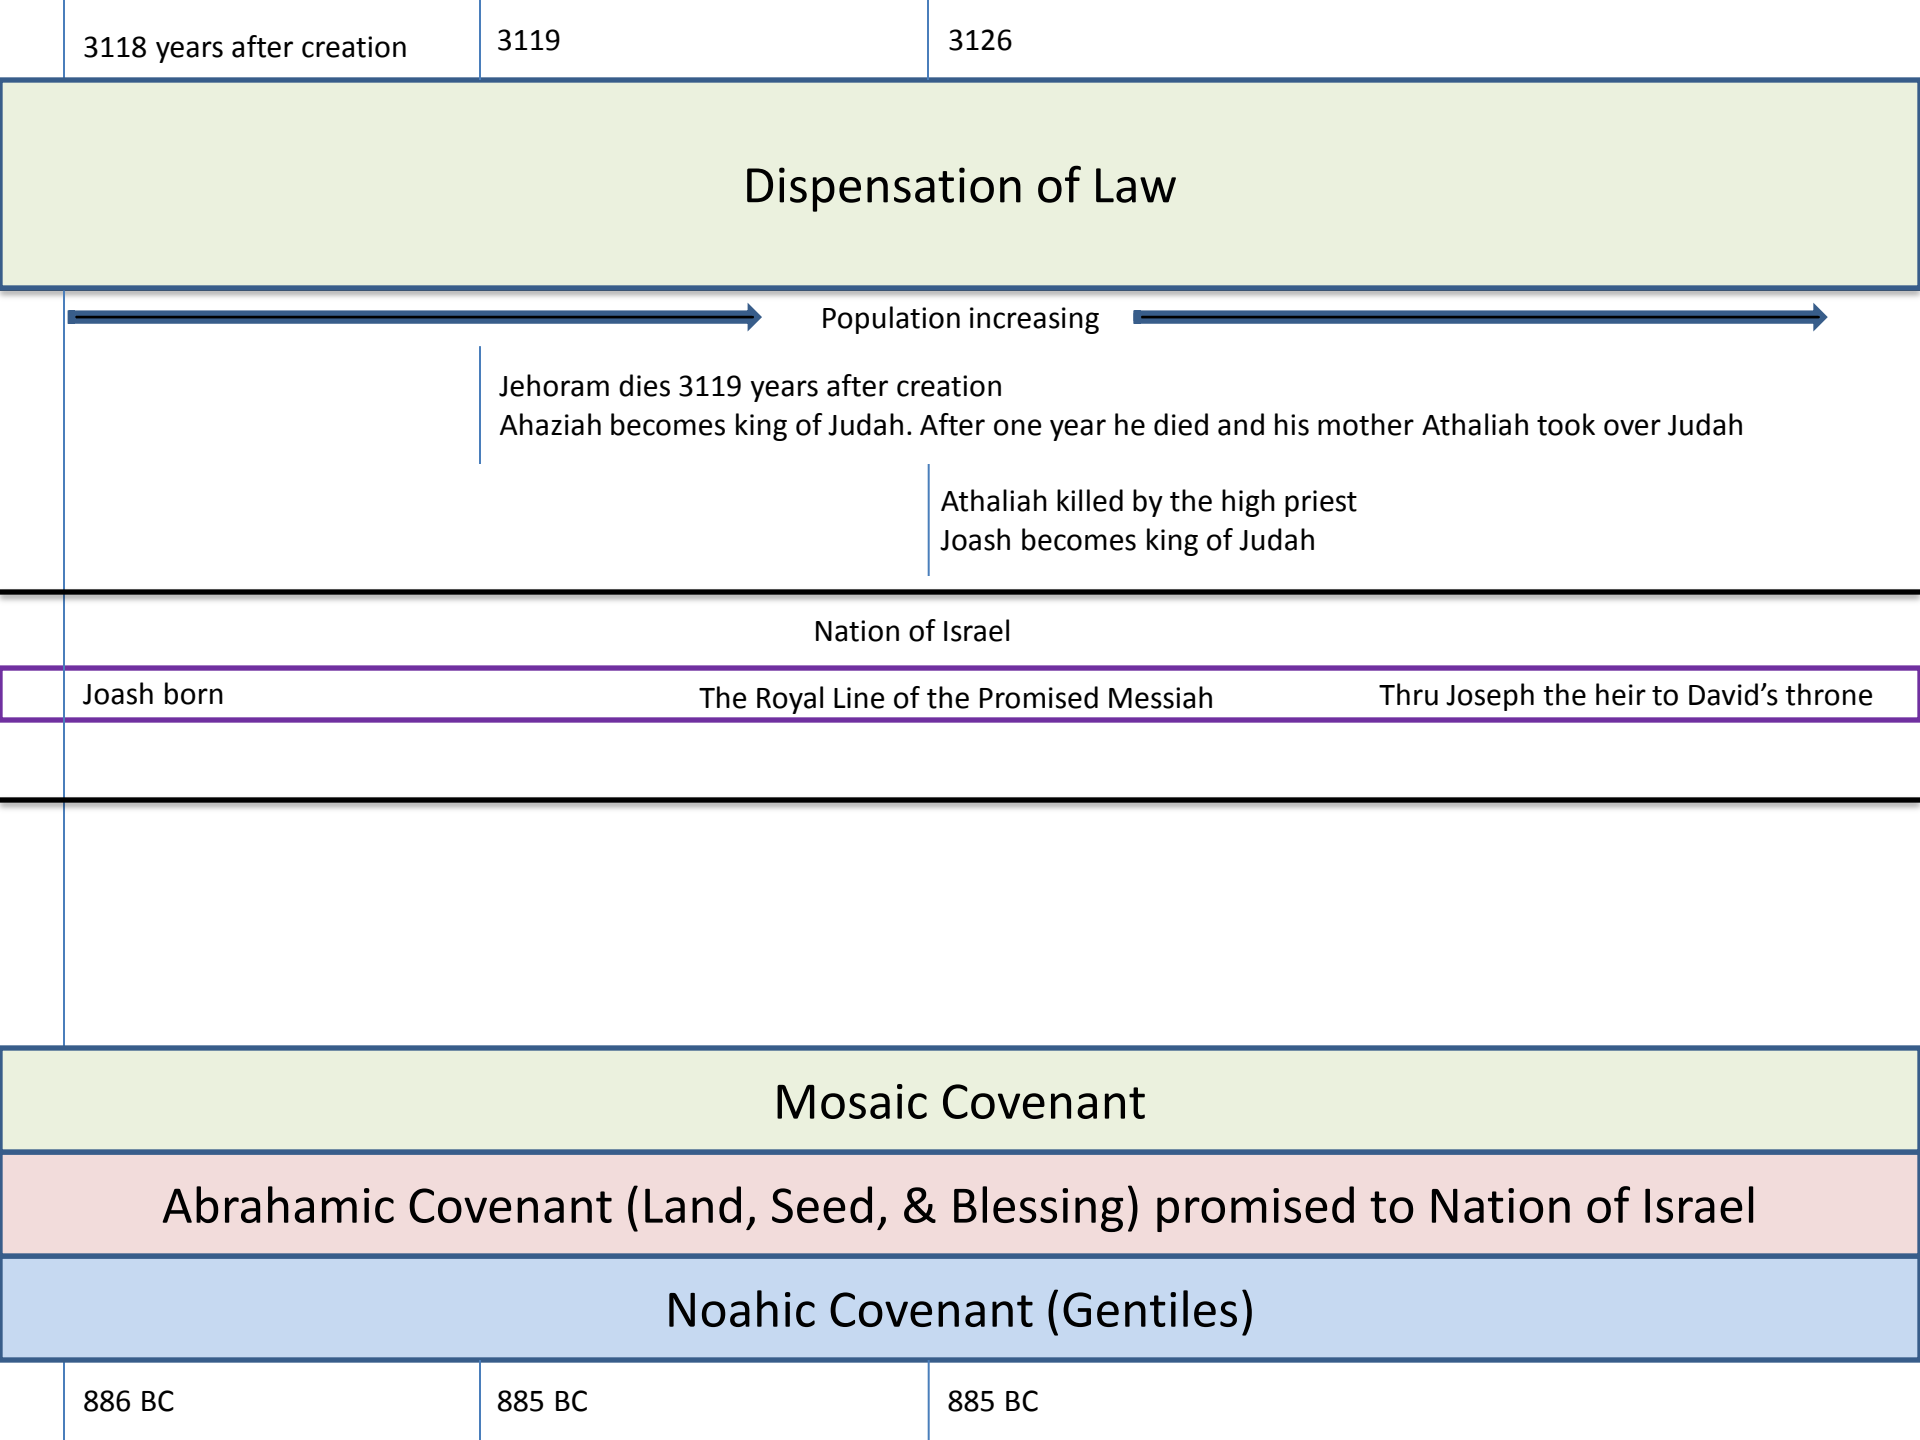 3118 years after creation
3119
3126
Dispensation of Law
Population increasing
Jehoram dies 3119 years after creation
Ahaziah becomes king of Judah. After one year he died and his mother Athaliah took over Judah
Athaliah killed by the high priest
Joash becomes king of Judah
Nation of Israel
Joash born
The Royal Line of the Promised Messiah
Thru Joseph the heir to David’s throne
Mosaic Covenant
Abrahamic Covenant (Land, Seed, & Blessing) promised to Nation of Israel
Noahic Covenant (Gentiles)
886 BC
885 BC
885 BC